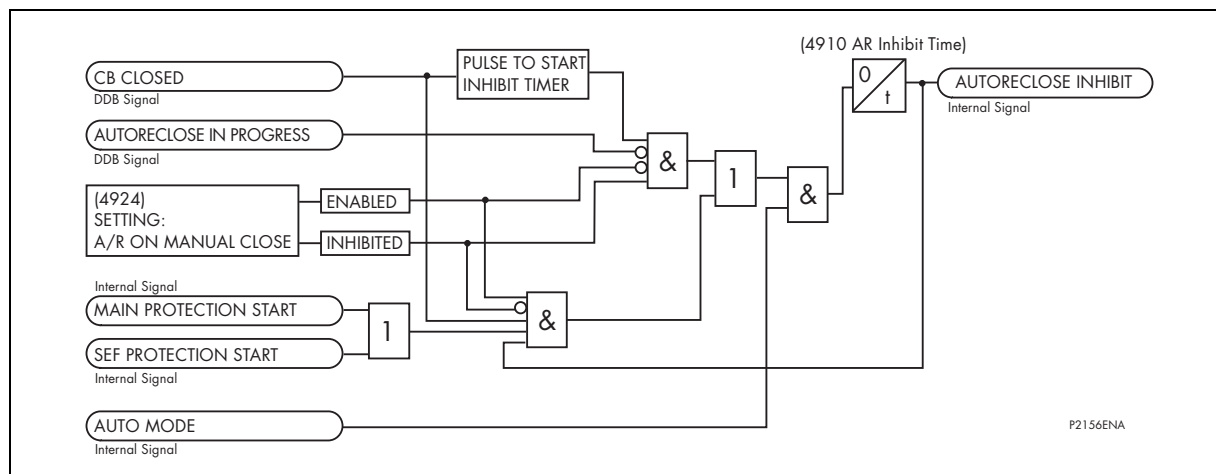 (4910 AR Inhibit Time)
CB CLOSED
DDB Signal
PULSE TO START
INHIBIT TIMER
0
t
AUTORECLOSE INHIBIT
Internal Signal
AUTORECLOSE IN PROGRESS
DDB Signal
&
1
&
(4924)
SETTING:
A/R ON MANUAL CLOSE
ENABLED
INHIBITED
Internal Signal
MAIN PROTECTION START
1
&
SEF PROTECTION START
Internal Signal
AUTO MODE
Internal Signal
P2156ENA